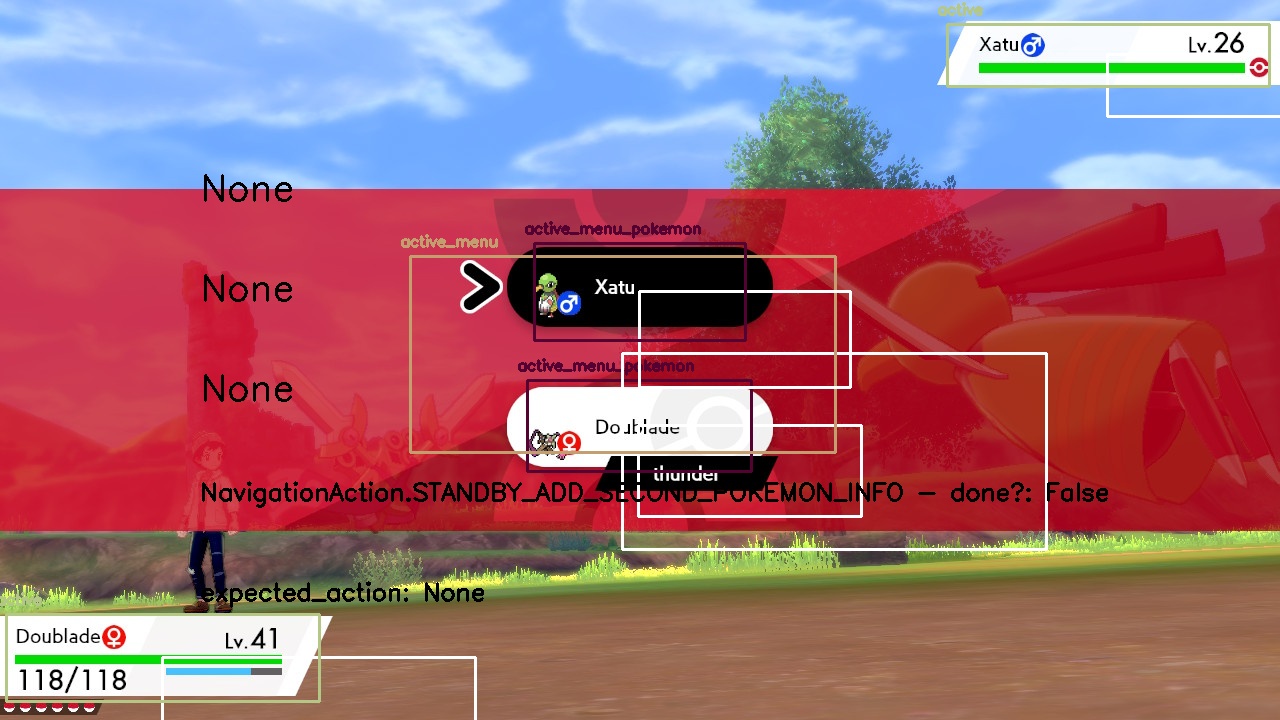 active
Xatu Lv.26
None
active_menu_pokemon
active_menu
Xatu
None
active_menu_pokemon
None
Doublade
thunder
NavigationAction.STANDBY_ADD_SECOND_POKEMON_INFO - done?: False
expected_action: None
Doublade Lv.41
118/118